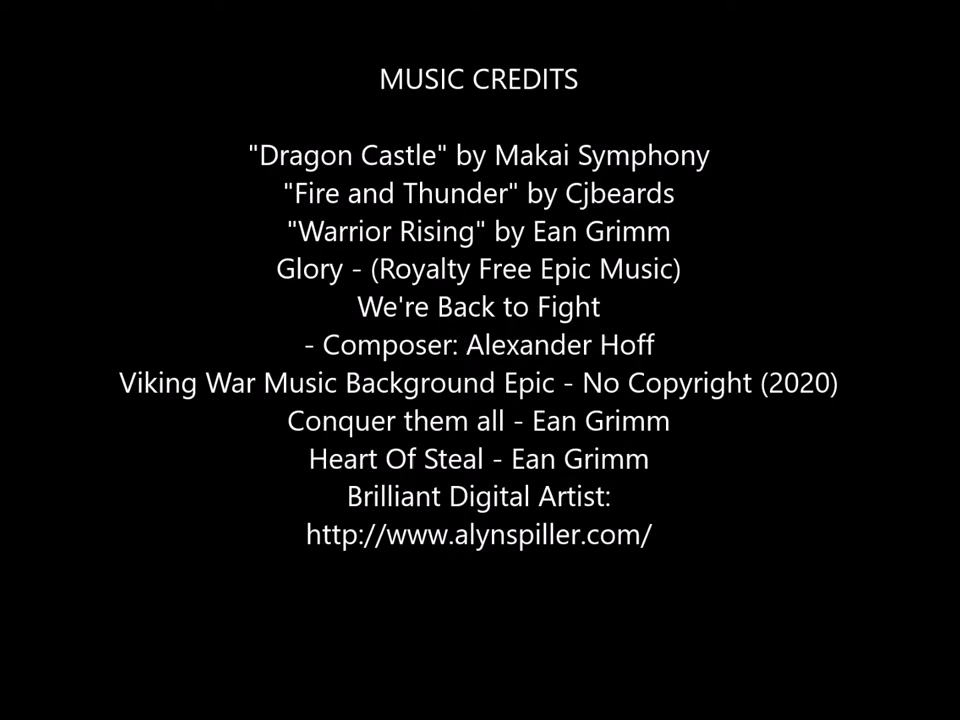 MUSIC CREDITS
"Dragon Castle" by Makai Symphony
"Fire and Thunder" by Cjbeards
"Warrior Rising" by Ean Grimm
Glory - (Royalty Free Epic Music)
We're Back to Fight
- Composer: Alexander Hoff
Viking War Music Background Epic - No Copyright (2020)
Conquer them all - Ean Grimm
Heart Of Steal - Ean Grimm
Brilliant Digital Artist:
http://www.alynspiller.com/